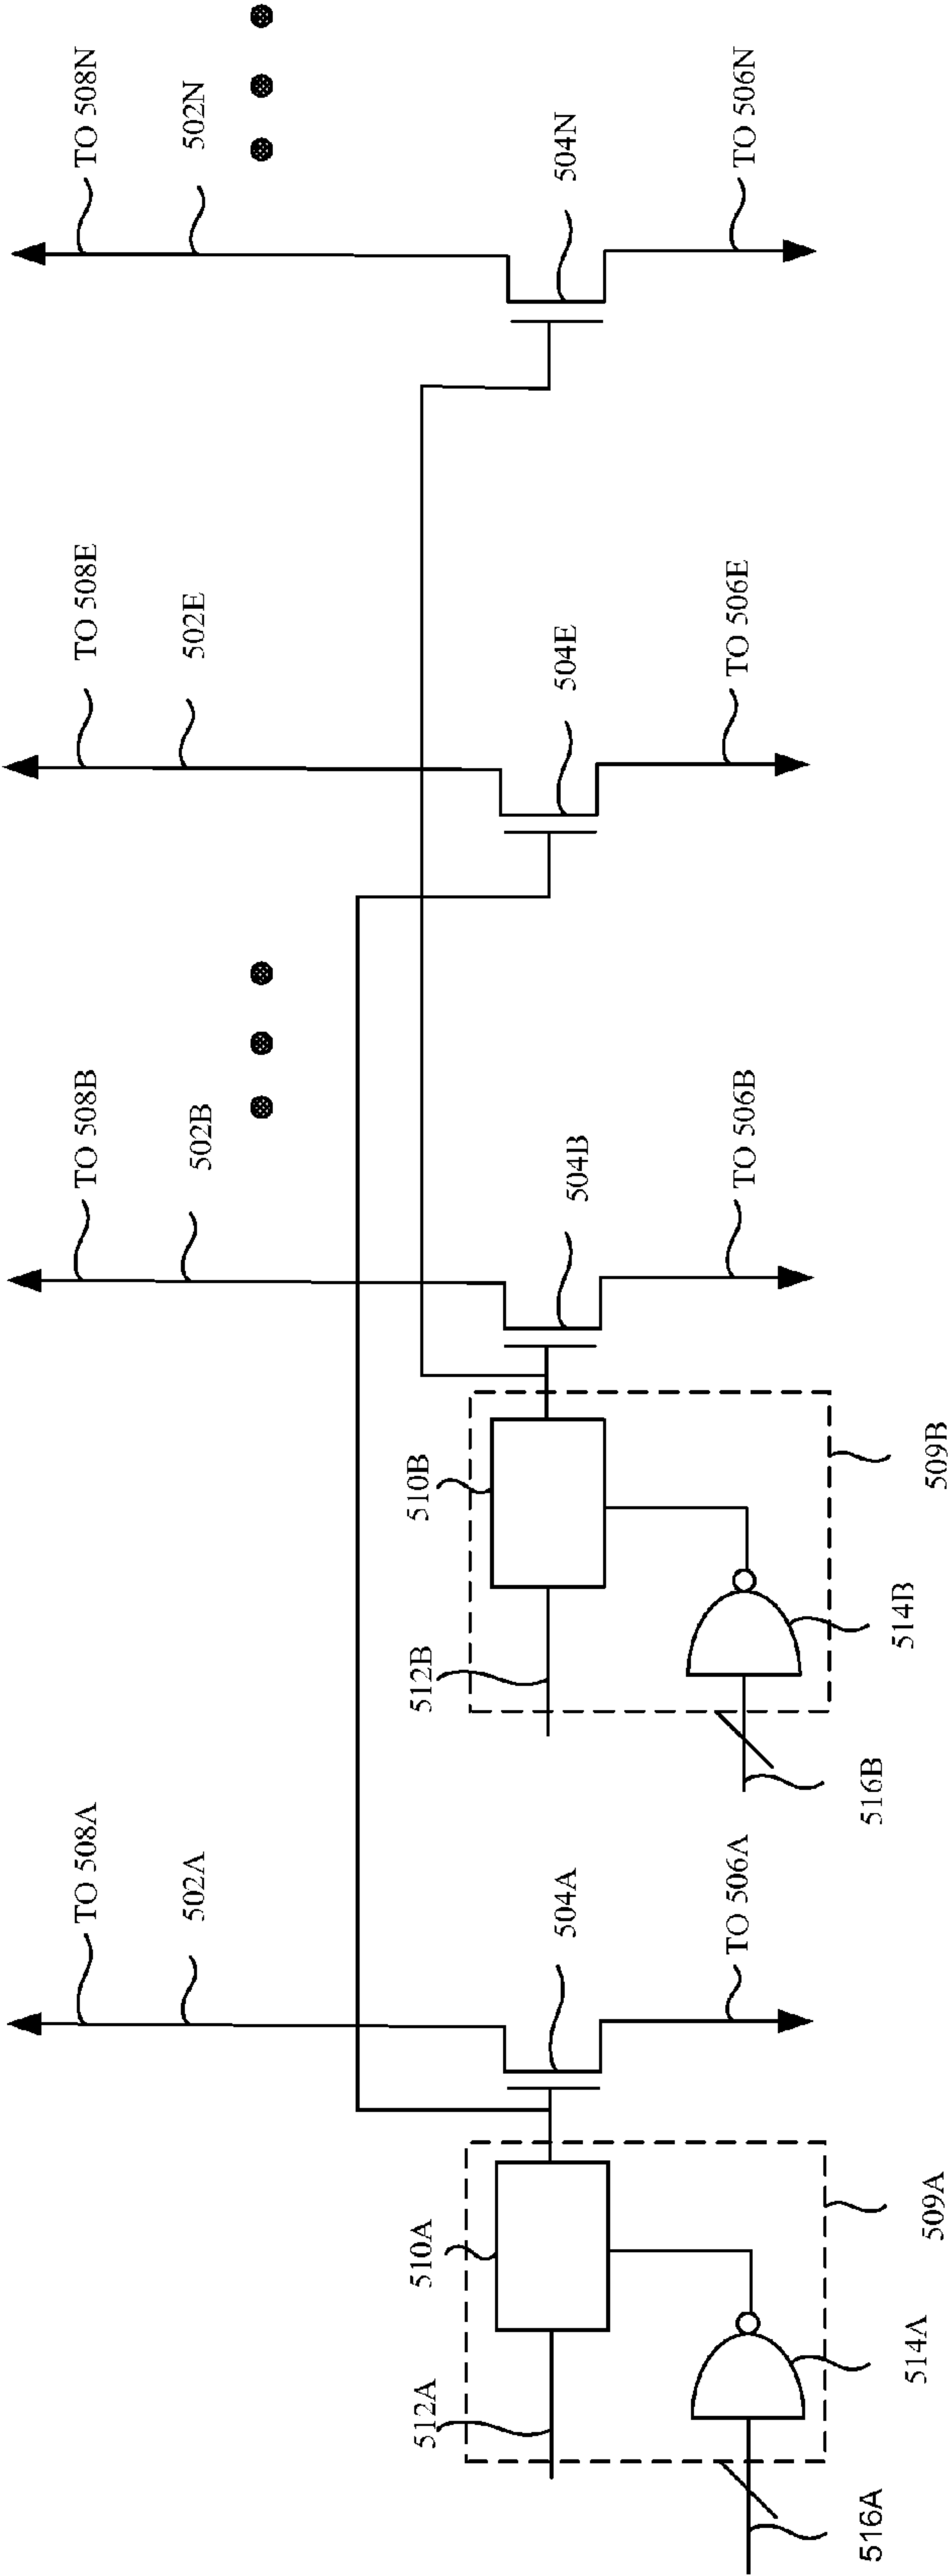 TO 508A
TO 508B
TO 508E
TO 508N
502A
502B
502E
502N
512A
510A
512B
510B
504A
504B
504E
504N
TO 506A
TO 506B
TO 506E
TO 506N
516A
514A
516B
514B
509A
509B